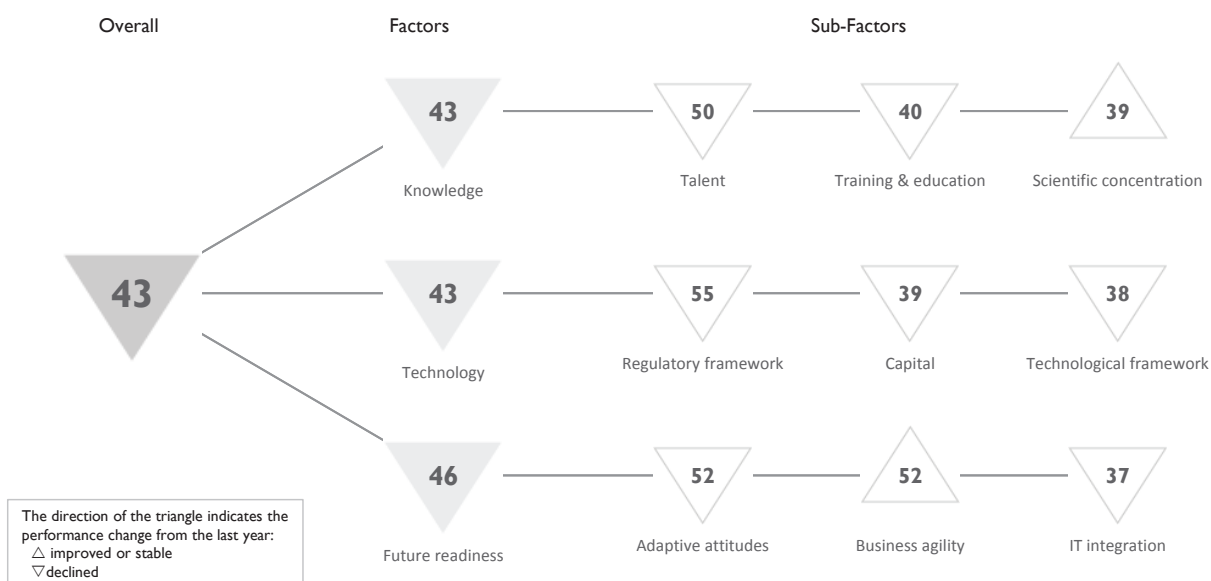 Overall Factors Sub-Factors
43 50 40 39
Knowledge Talent Training & education Scientific concentration
43
43 55 39 38
Technology Regulatory framework Capital Technological framework
46 52 52 37
Future readiness Adaptive attitudes Business agility IT integration
The direction of the triangle indicates the
performance change from the last year:
△ improved or stable
▽declined